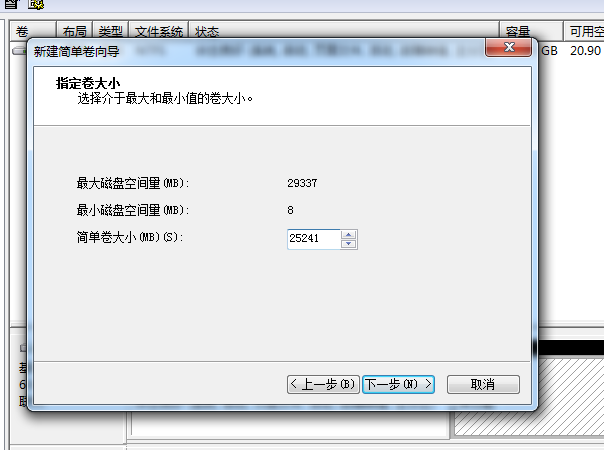 卷 布局 类型 文件系统 状态 容量 可用空
新建简单卷向导
GB 20.90
指定卷大小
选择介于最大和最小值的卷大小。
最大磁盘空间量(MB): 29337
最小磁盘空间量(MB): 8
简单卷大小(MB)(S): 25241
基
6
联
< 上一步(B) 下一步(N) > 取消